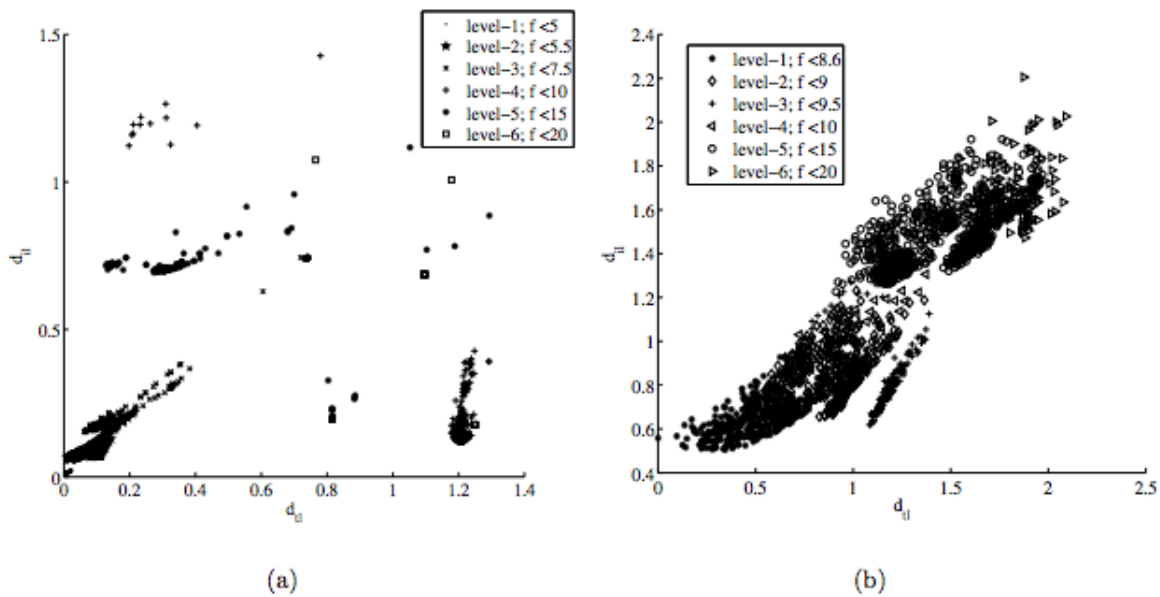 1.5
1
0.5
0
0
0.2
0.4
0.6
0.8
1
1.2
1.4
d_il
d_tl
level-1; f <5
level-2; f <5.5
level-3; f <7.5
level-4; f <10
level-5; f <15
level-6; f <20
(a)
2.4
2.2
2
1.8
1.6
1.4
1.2
1
0.8
0.6
0.4
0
0.5
1
1.5
2
2.5
d_il
d_tl
level-1; f <8.6
level-2; f <9
level-3; f <9.5
level-4; f <10
level-5; f <15
level-6; f <20
(b)